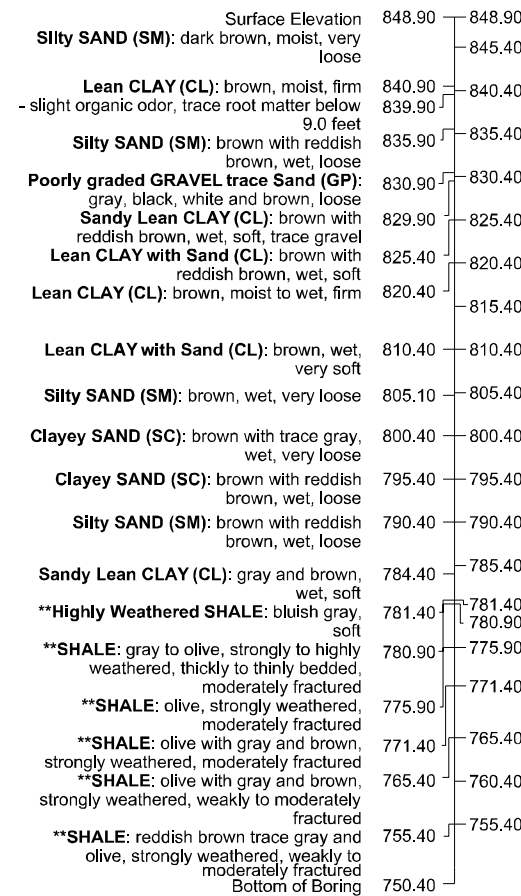 Surface Elevation 848.90 848.90
SIlty SAND (SM): dark brown, moist, very
loose
845.40
Lean CLAY (CL): brown, moist, firm 840.90 840.40
- slight organic odor, trace root matter below 839.90
9.0 feet
Silty SAND (SM): brown with reddish 835.90 835.40
brown, wet, loose
Poorly graded GRAVEL trace Sand (GP): 830.90 830.40
gray, black, white and brown, loose
Sandy Lean CLAY (CL): brown with 829.90 825.40
reddish brown, wet, soft, trace gravel
Lean CLAY with Sand (CL): brown with 825.40 820.40
reddish brown, wet, soft
Lean CLAY (CL): brown, moist to wet, firm 820.40
815.40
Lean CLAY with Sand (CL): brown, wet, 810.40 810.40
very soft
Silty SAND (SM): brown, wet, very loose 805.10 805.40
Clayey SAND (SC): brown with trace gray, 800.40 800.40
wet, very loose
Clayey SAND (SC): brown with reddish 795.40 795.40
brown, wet, loose
Silty SAND (SM): brown with reddish 790.40 790.40
brown, wet, loose
785.40
Sandy Lean CLAY (CL): gray and brown, 784.40
wet, soft
**Highly Weathered SHALE: bluish gray, 781.40 781.40
soft 780.90
**SHALE: gray to olive, strongly to highly 780.90 775.90
weathered, thickly to thinly bedded,
moderately fractured
771.40
**SHALE: olive, strongly weathered, 775.90
moderately fractured
**SHALE: olive with gray and brown, 771.40 765.40
strongly weathered, moderately fractured
**SHALE: olive with gray and brown, 765.40 760.40
strongly weathered, weakly to moderately
fractured
**SHALE: reddish brown trace gray and 755.40 755.40
olive, strongly weathered, weakly to
moderately fractured
Bottom of Boring 750.40